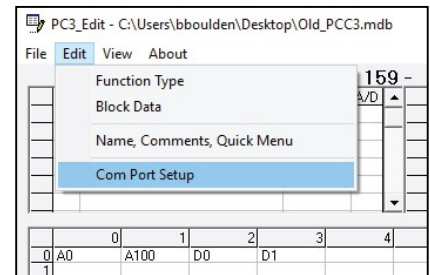 PC3_Edit - C:\Users\bboulden\Desktop\Old_PCC3.mdb
File Edit View About
159 -
Function Type
A/D
Block Data
Name, Comments, Quick Menu
Com Port Setup
0 1 2 3 4
0 A0 A100 D0 D1
1